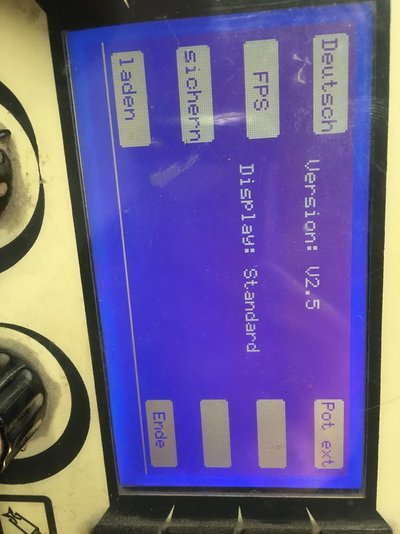 Deutsch Version: V2.5 Pot ext
FPS Display: Standard
sichern
laden Ende